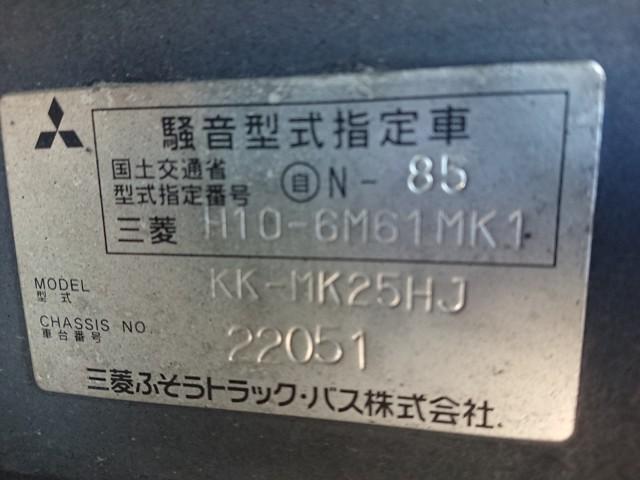 騒音型式指定車
国土交通省
型式指定番号 自 N- 85
三菱 H10-6M61MK1
MODEL
型式 KK-MK25HJ
CHASSIS NO.
車台番号 22051
三菱ふそうトラック・バス株式会社